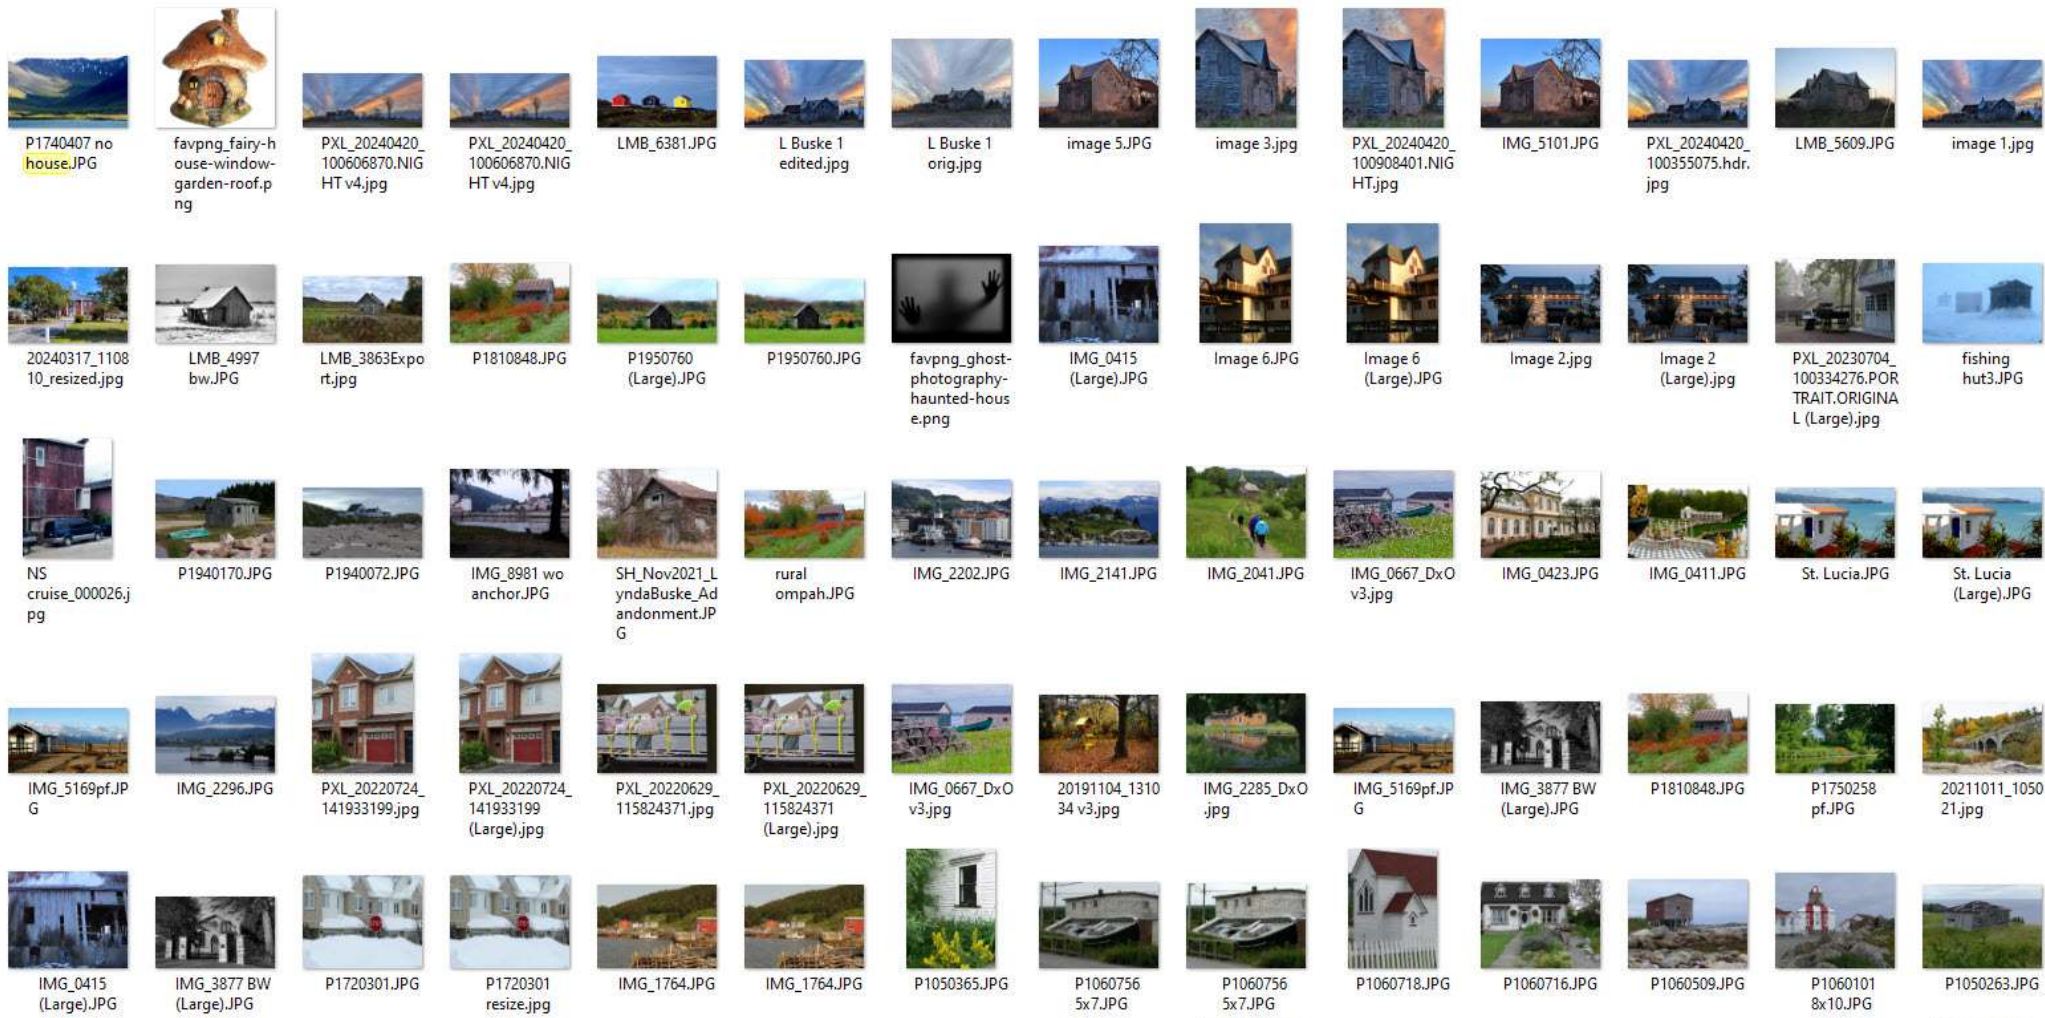 P1740407 no
house.JPG
favpng_fairy-h
ouse-window-
garden-roof.p
ng
PXL_20240420_
100606870.NIG
HT v4.jpg
PXL_20240420_
100606870.NIG
HT v4.jpg
LMB_6381.JPG
L Buske 1
edited.jpg
L Buske 1
orig.jpg
image 5.JPG
image 3.jpg
PXL_20240420_
100908401.NIG
HT.jpg
IMG_5101.JPG
PXL_20240420_
100355075.hdr.
jpg
LMB_5609.JPG
image 1.jpg
20240317_1108
10_resized.jpg
LMB_4997
bw.JPG
LMB_3863Expo
rt.jpg
P1810848.JPG
P1950760
(Large).JPG
P1950760.JPG
favpng_ghost-
photography-
haunted-hous
e.png
IMG_0415
(Large).JPG
Image 6.JPG
Image 6
(Large).JPG
Image 2.jpg
Image 2
(Large).jpg
PXL_20230704_
100334276.POR
TRAIT.ORIGINA
L (Large).jpg
fishing
hut3.JPG
NS
cruise_000026.j
pg
P1940170.JPG
P1940072.JPG
IMG_8981 wo
anchor.JPG
SH_Nov2021_L
yndaBuske_Ad
andonment.JP
G
rural
ompah.JPG
IMG_2202.JPG
IMG_2141.JPG
IMG_2041.JPG
IMG_0667_DxO
v3.jpg
IMG_0423.JPG
IMG_0411.JPG
St. Lucia.JPG
St. Lucia
(Large).JPG
IMG_5169pf.JP
G
IMG_2296.JPG
PXL_20220724_
141933199.jpg
PXL_20220724_
141933199
(Large).jpg
PXL_20220629_
115824371.jpg
PXL_20220629_
115824371
(Large).jpg
IMG_0667_DxO
v3.jpg
20191104_1310
34 v3.jpg
IMG_2285_DxO
.jpg
IMG_5169pf.JP
G
IMG_3877 BW
(Large).JPG
P1810848.JPG
P1750258
pf.JPG
20211011_1050
21.jpg
IMG_0415
(Large).JPG
IMG_3877 BW
(Large).JPG
P1720301.JPG
P1720301
resize.jpg
IMG_1764.JPG
IMG_1764.JPG
P1050365.JPG
P1060756
5x7.JPG
P1060756
5x7.JPG
P1060718.JPG
P1060716.JPG
P1060509.JPG
P1060101
8x10.JPG
P1050263.JPG